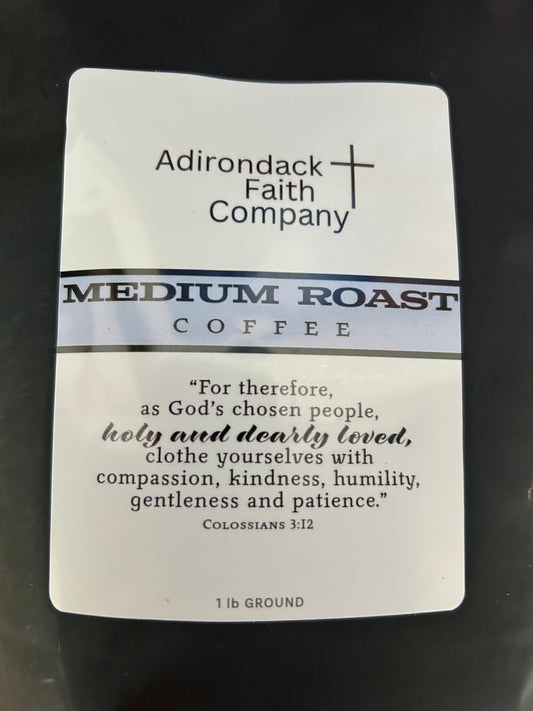 Adirondack
Faith
Company
MEDIUM ROAST
COFFEE
“For therefore,
as God’s chosen people,
holy and dearly loved,
clothe yourselves with
compassion, kindness, humility,
gentleness and patience.”
Colossians 3:12
1 lb GROUND